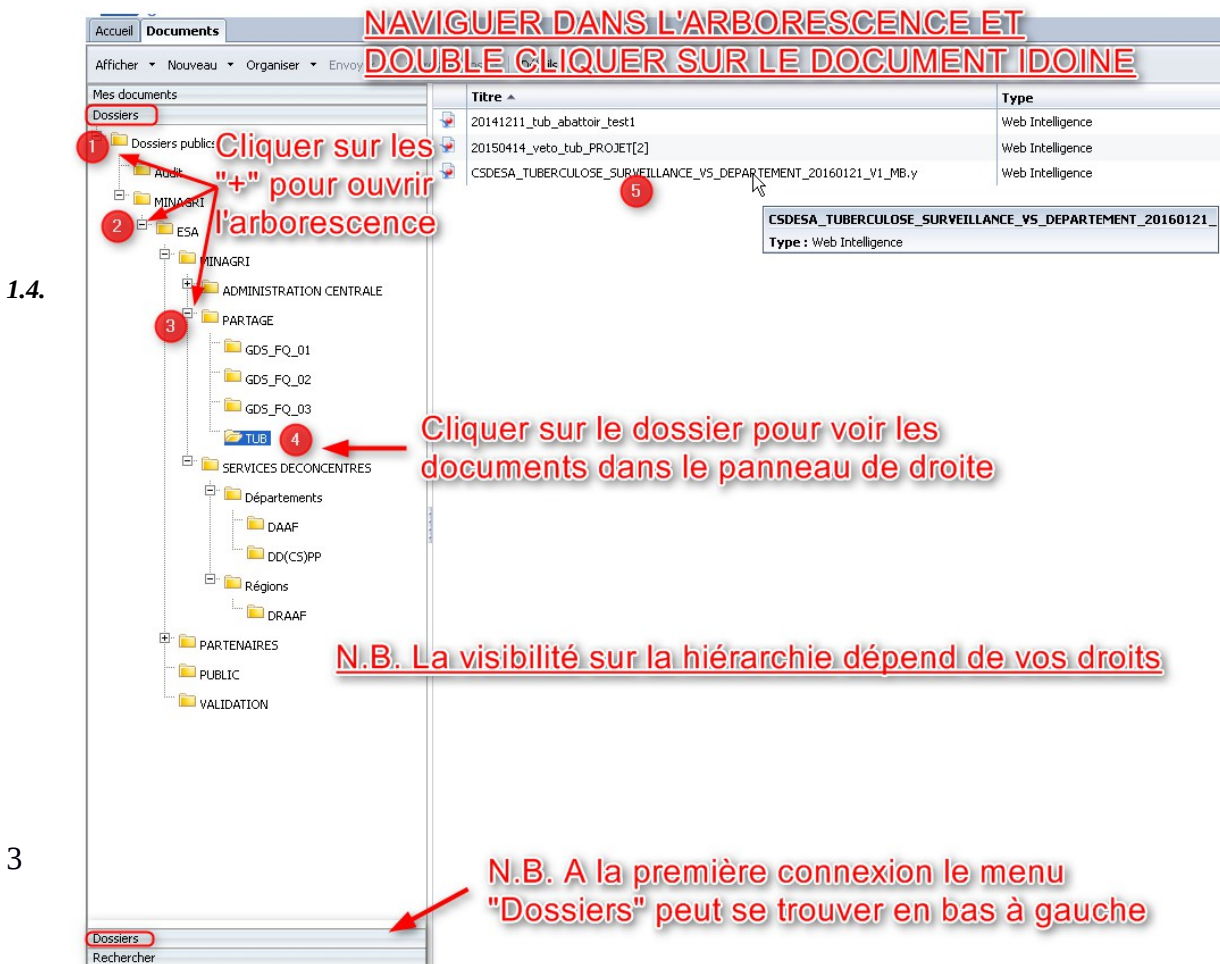 NAVIGUER DANS L'ARBORESCENCE ET
DOUBLE CLIQUER SUR LE DOCUMENT IDOINE
Accueil Documents
Afficher Nouveau Organiser
Mes documents
Dossiers
Titre Type
20141211_tub_abattoir_test1 Web Intelligence
20150414_veto_tub_PROJET[2] Web Intelligence
CSDESA_TUBERCULOSE_SURVEILLANCE_VS_DEPARTEMENT_20160121_V1_MB.y Web Intelligence
5
CSDESA_TUBERCULOSE_SURVEILLANCE_VS_DEPARTEMENT_20160121_
Type : Web Intelligence
1 Dossiers publics
Cliquer sur les
"+" pour ouvrir
l'arborescence
Audit
MINAGRI
2 ESA
MINAGRI
1.4.
ADMINISTRATION CENTRALE
3 PARTAGE
GDS_FQ_01
GDS_FQ_02
GDS_FQ_03
TUB 4
Cliquer sur le dossier pour voir les
documents dans le panneau de droite
SERVICES DECONCENTRES
Départements
DAAF
DD(CS)PP
Régions
DRAAF
PARTENAIRES
N.B. La visibilité sur la hiérarchie dépend de vos droits
PUBLIC
VALIDATION
3
N.B. A la première connexion le menu
"Dossiers" peut se trouver en bas à gauche
Dossiers
Rechercher